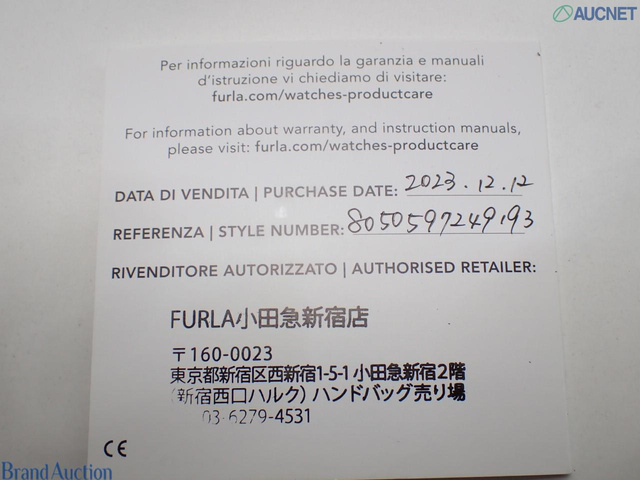 AUCNET
Per informazioni riguardo la garanzia e manuali
d'istruzione vi chiediamo di visitare:
furla.com/watches-productcare
For information about warranty, and instruction manuals,
please visit: furla.com/watches-productcare
DATA DI VENDITA | PURCHASE DATE: 2023.12.12
REFERENZA | STYLE NUMBER: 8050597249193
RIVENDITORE AUTORIZZATO | AUTHORISED RETAILER:
FURLA小田急新宿店
〒160-0023
東京都新宿区西新宿1-5-1 小田急新宿2階
(新宿西口ハルク) ハンドバッグ売り場
03-6279-4531
CE
Brand Auction